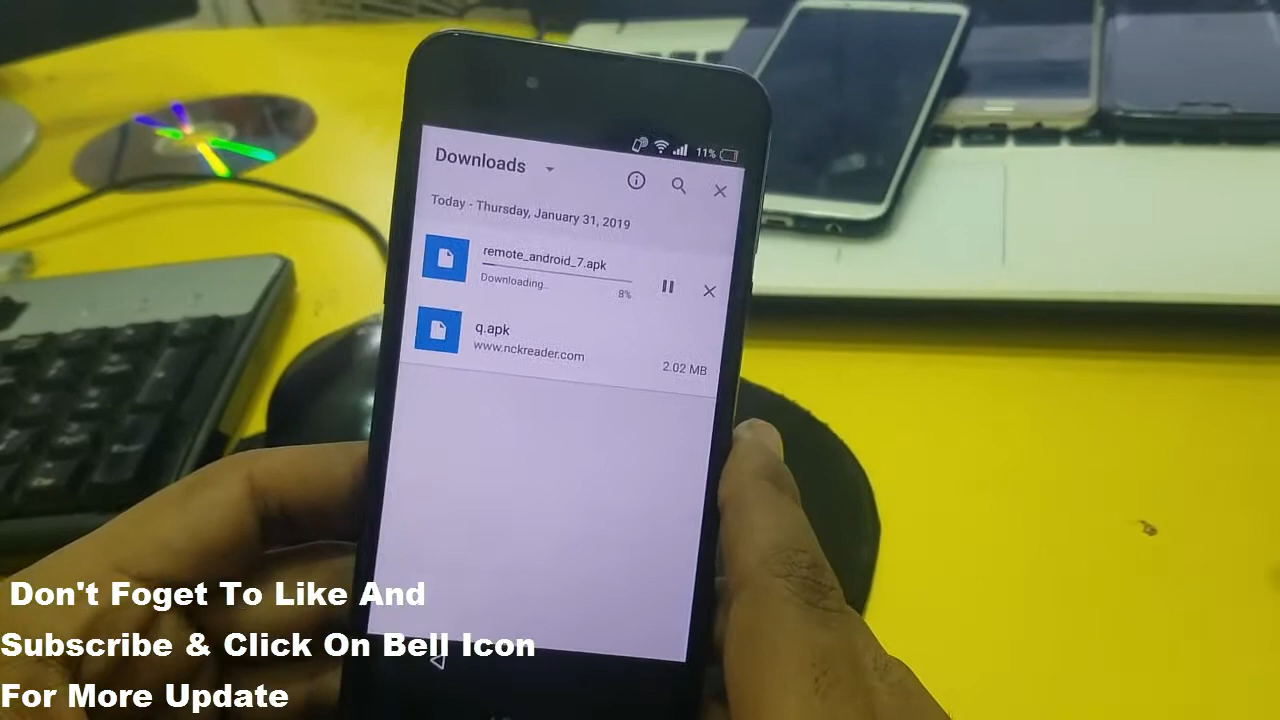 11%
Downloads
Today - Thursday, January 31, 2019
remote_android_7.apk
Downloading..
8%
q.apk
www.nckreader.com
2.02 MB
Don't Foget To Like And
Subscribe & Click On Bell Icon
For More Update